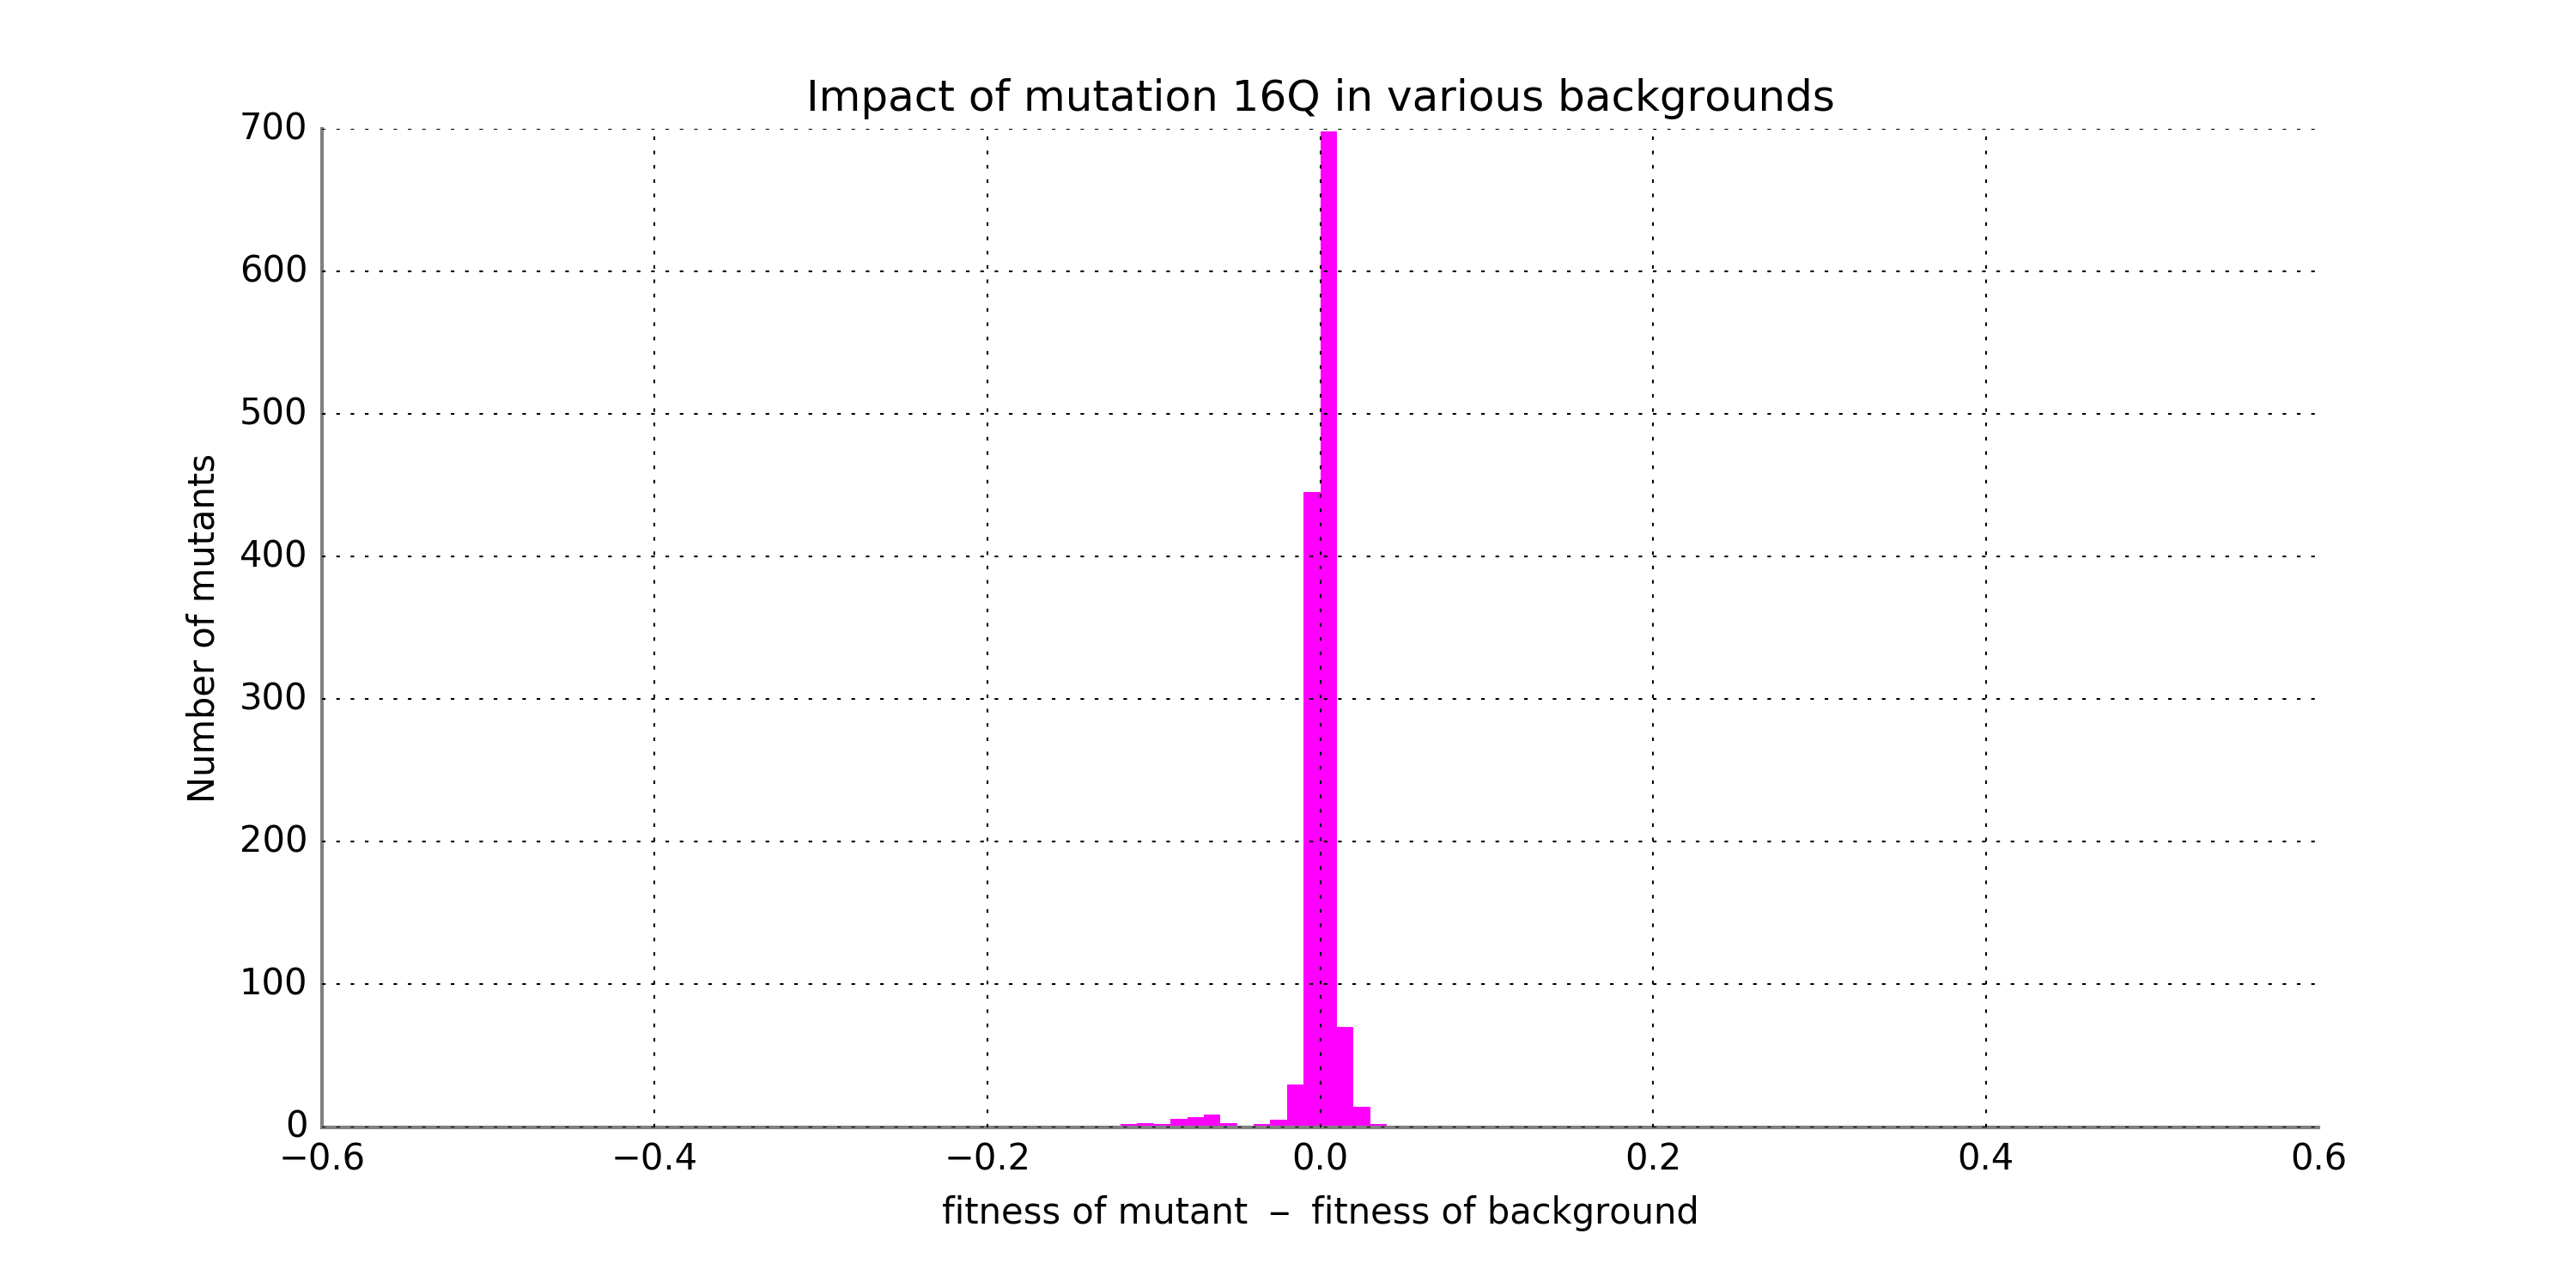 Impact of mutation 16Q in various backgrounds
700
600
500
400
300
200
100
0
Number of mutants
−0.6 −0.4 −0.2 0.0 0.2 0.4 0.6
fitness of mutant − fitness of background